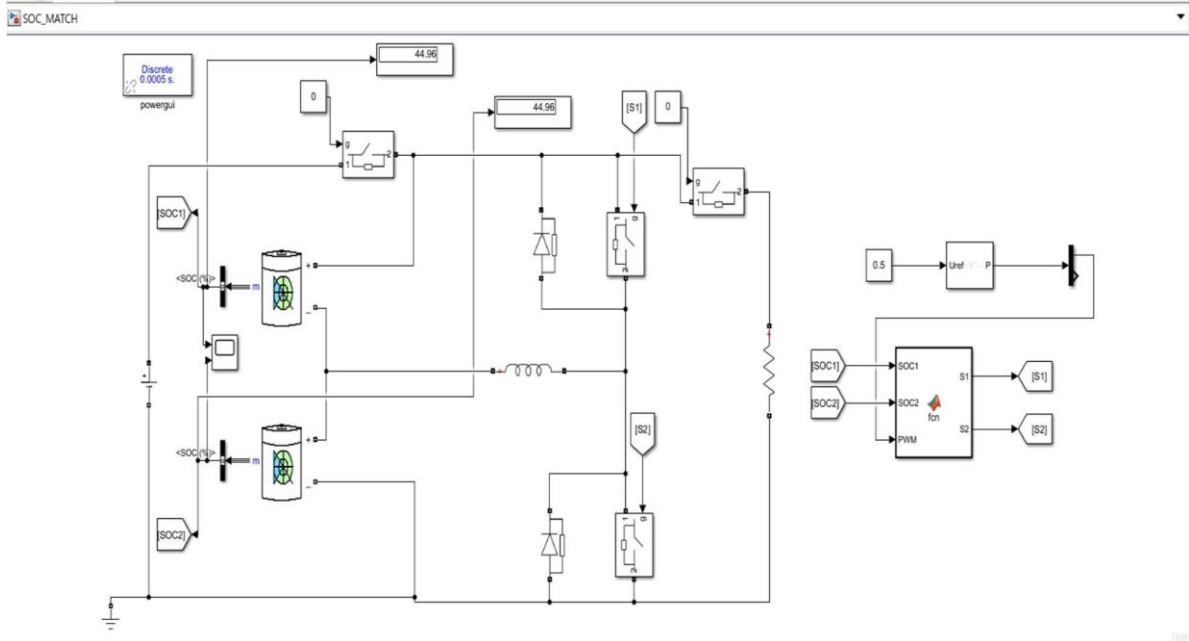 SOC_MATCH
Discrete
0.0005 s.
powergui
44.96
0
44.96
[S1]
0
g
1
2
g
1
2
[SOC1]
1
g
2
<SOC (%)>
m
+
_
0.5
Uref
P
[SOC1]
SOC1
S1
[S1]
[SOC2]
SOC2
fcn
S2
[S2]
PWM
+
[S2]
<SOC (%)>
m
+
_
[SOC2]
1
g
2